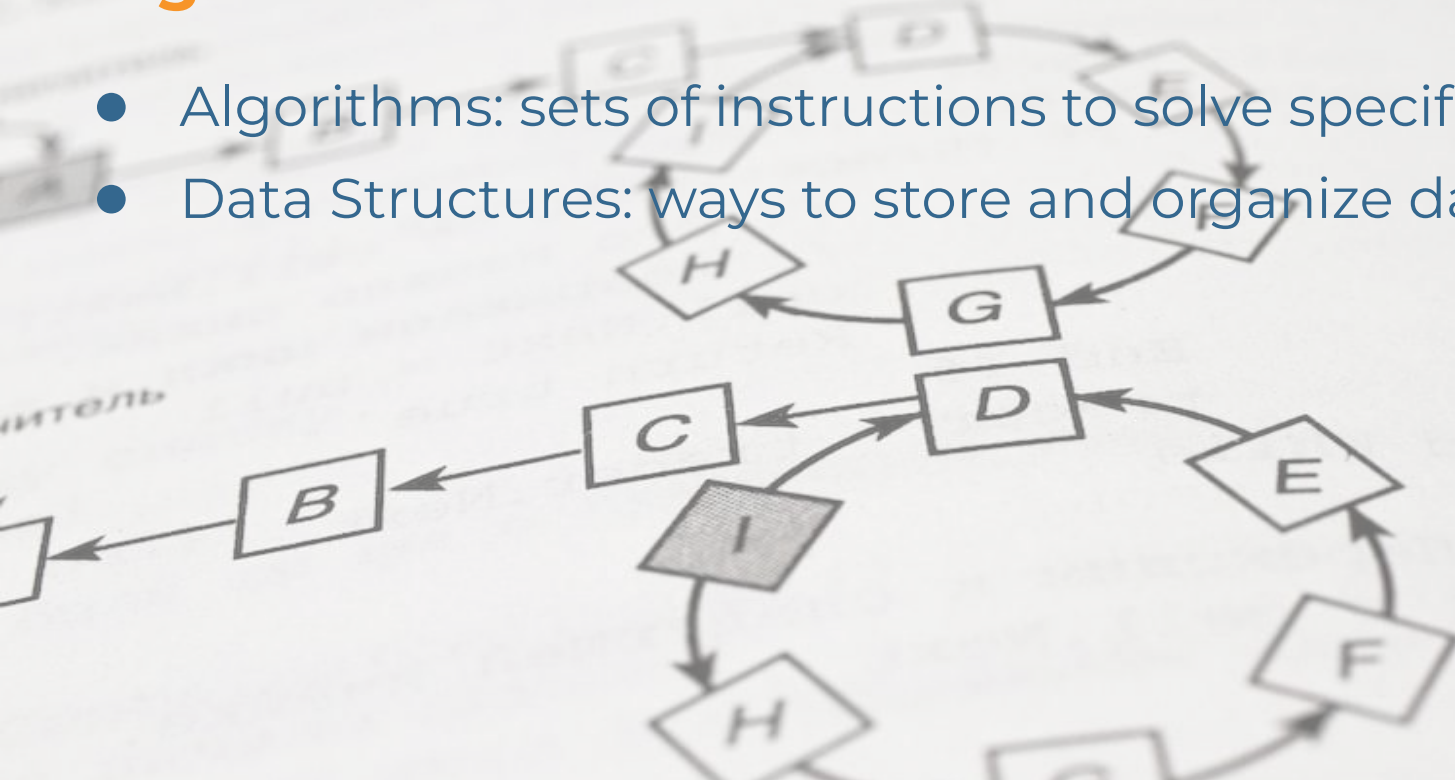 Algorithms: sets of instructions to solve specif
Data Structures: ways to store and organize da
C
D
E
I
F
H
G
D
C
B
E
I
F
H